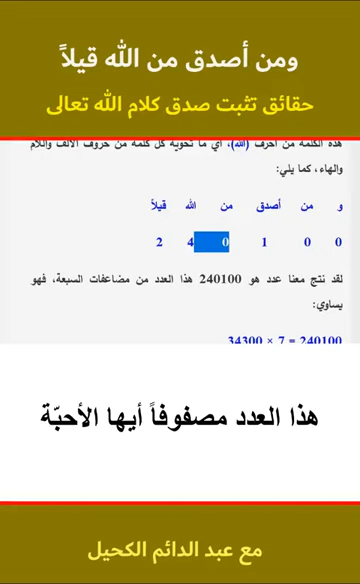 ومن أصدق من الله قيلاً
حقائق تثبت صدق كلام الله تعالى
هذه الكلمة من أحرف (الله)، أي ما تحويه كل كلمة من حروف الألف واللام
والهاء، كما يلي:
و من أصدق من الله قيلاً
0 0 1 0 4 2
لقد نتج معنا عدد هو 240100 هذا العدد من مضاعفات السبعة، فهو
يساوي:
34300 × 7 = 240100
هذا العدد مصفوفاً أيها الأحبّة
مع عبد الدائم الكحيل